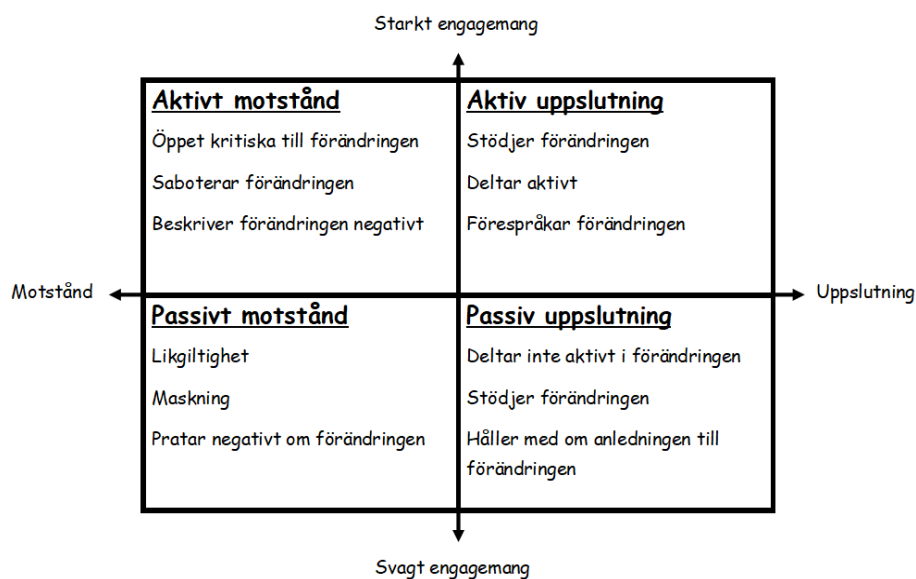 Starkt engagemang
Aktivt motstånd
Öppet kritiska till förändringen
Saboterar förändringen
Beskriver förändringen negativt
Aktiv uppslutning
Stödjer förändringen
Deltar aktivt
Förespråkar förändringen
Motstånd
Uppslutning
Passivt motstånd
Likgiltighet
Maskning
Pratar negativt om förändringen
Passiv uppslutning
Deltar inte aktivt i förändringen
Stödjer förändringen
Håller med om anledningen till
förändringen
Svagt engagemang